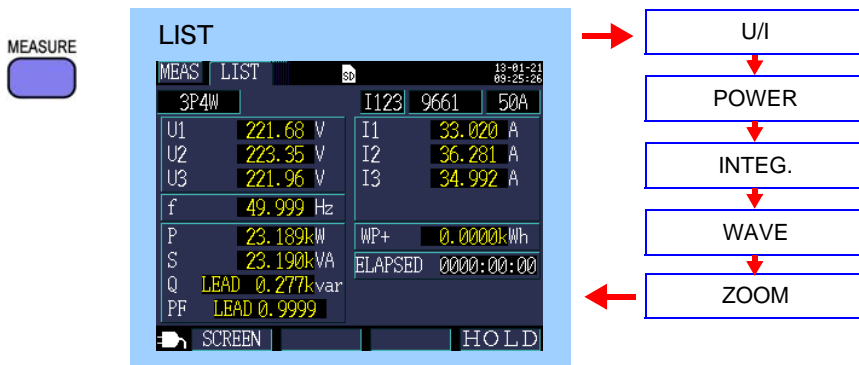 MEASURE
LIST
MEAS LIST SD 13-01-21
09:25:26
3P4W I123 9661 50A
U1 221.68 V I1 33.020 A
U2 223.35 V I2 36.281 A
U3 221.96 V I3 34.992 A
f 49.999 Hz
P 23.189kW WP+ 0.0000kWh
S 23.190kVA ELAPSED 0000:00:00
Q LEAD 0.277kvar
PF LEAD 0.9999
SCREEN HOLD
U/I
POWER
INTEG.
WAVE
ZOOM